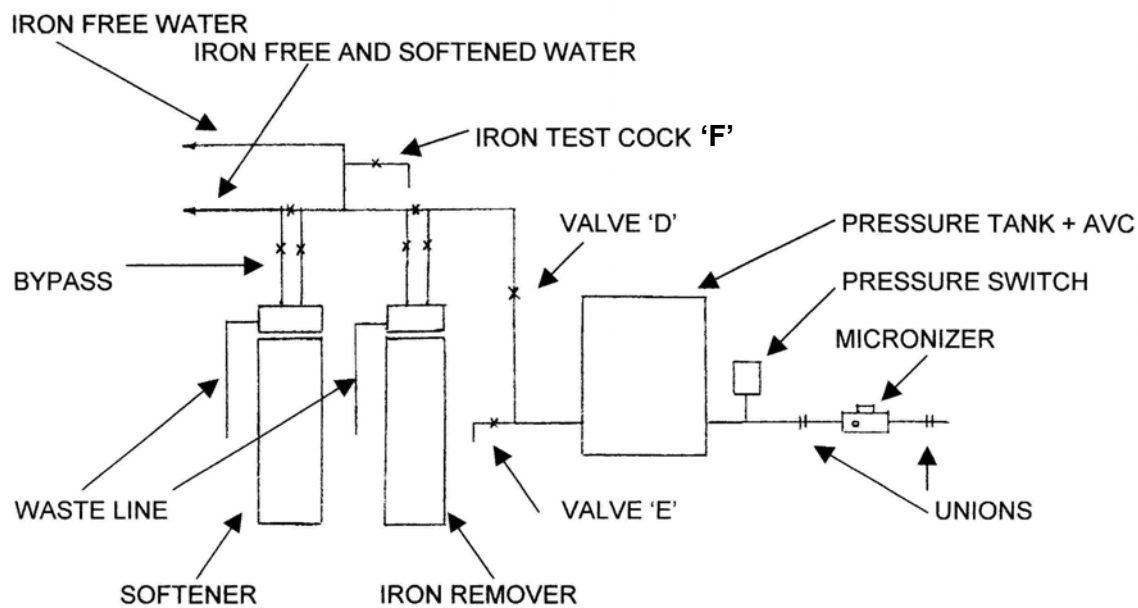 IRON FREE WATER
IRON FREE AND SOFTENED WATER
IRON TEST COCK ‘F’
VALVE ‘D’
PRESSURE TANK + AVC
BYPASS
PRESSURE SWITCH
MICRONIZER
WASTE LINE
VALVE ‘E’
UNIONS
SOFTENER
IRON REMOVER